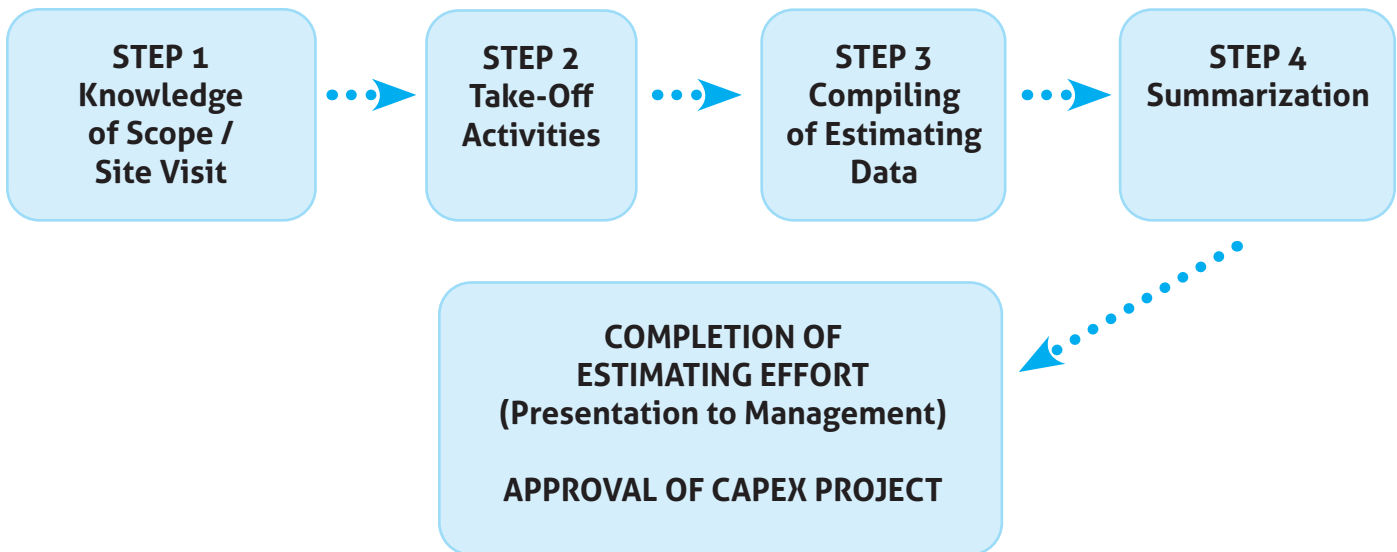 STEP 1
Knowledge
of Scope /
Site Visit
STEP 2
Take-Off
Activities
STEP 3
Compiling
of Estimating
Data
STEP 4
Summarization
COMPLETION OF
ESTIMATING EFFORT
(Presentation to Management)
APPROVAL OF CAPEX PROJECT